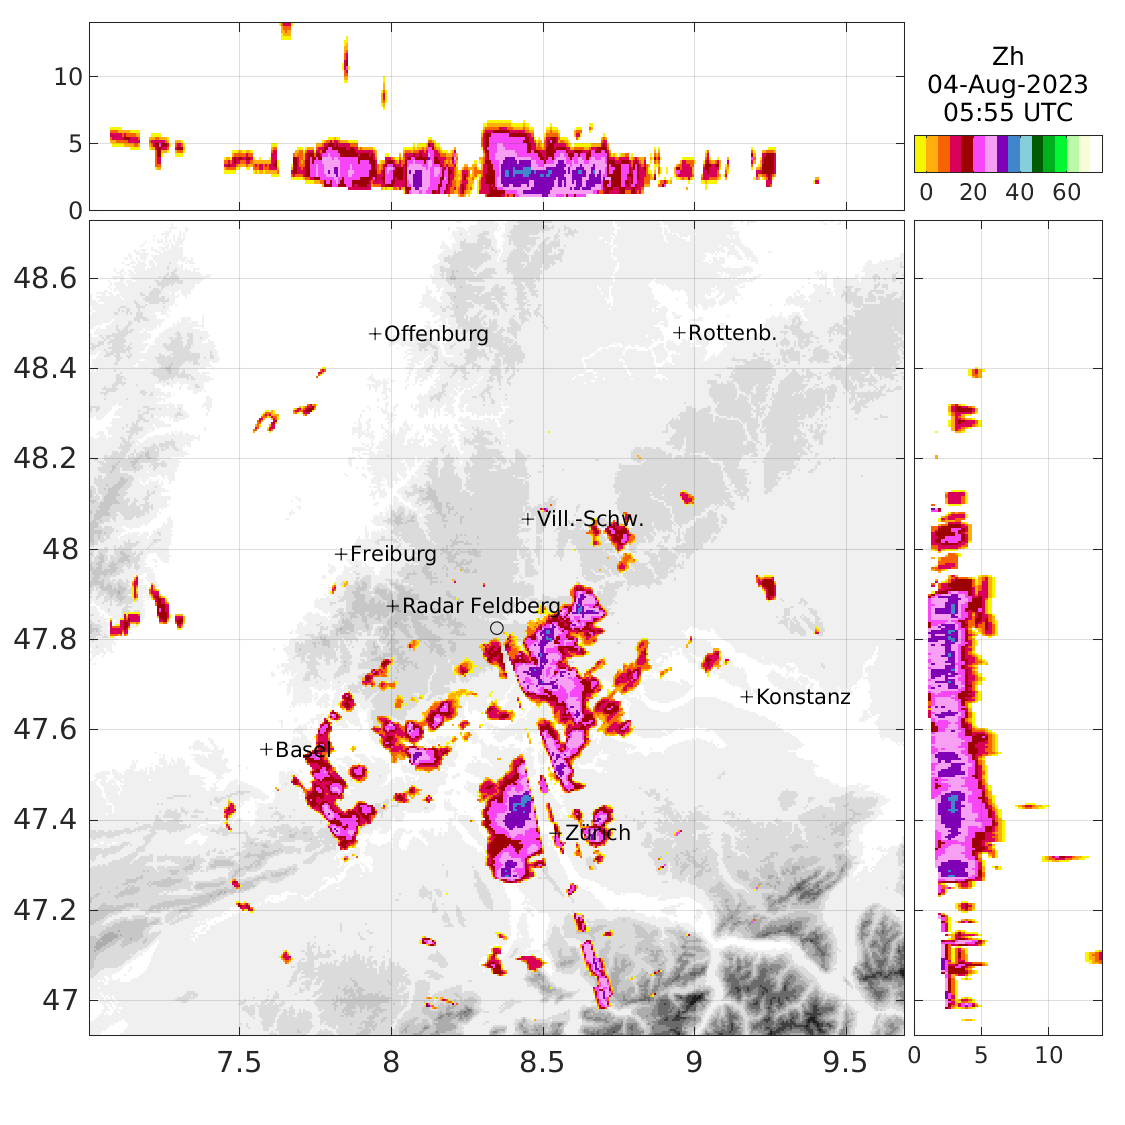 10
5
0
Zh
04-Aug-2023
05:55 UTC
0 20 40 60
48.6
48.4
48.2
48
47.8
47.6
47.4
47.2
47
+Offenburg
+Rottenb.
+Vill.-Schw.
+Freiburg
+Radar Feldberg
+Konstanz
+Basel
+Zürich
7.5 8 8.5 9 9.5
0 5 10